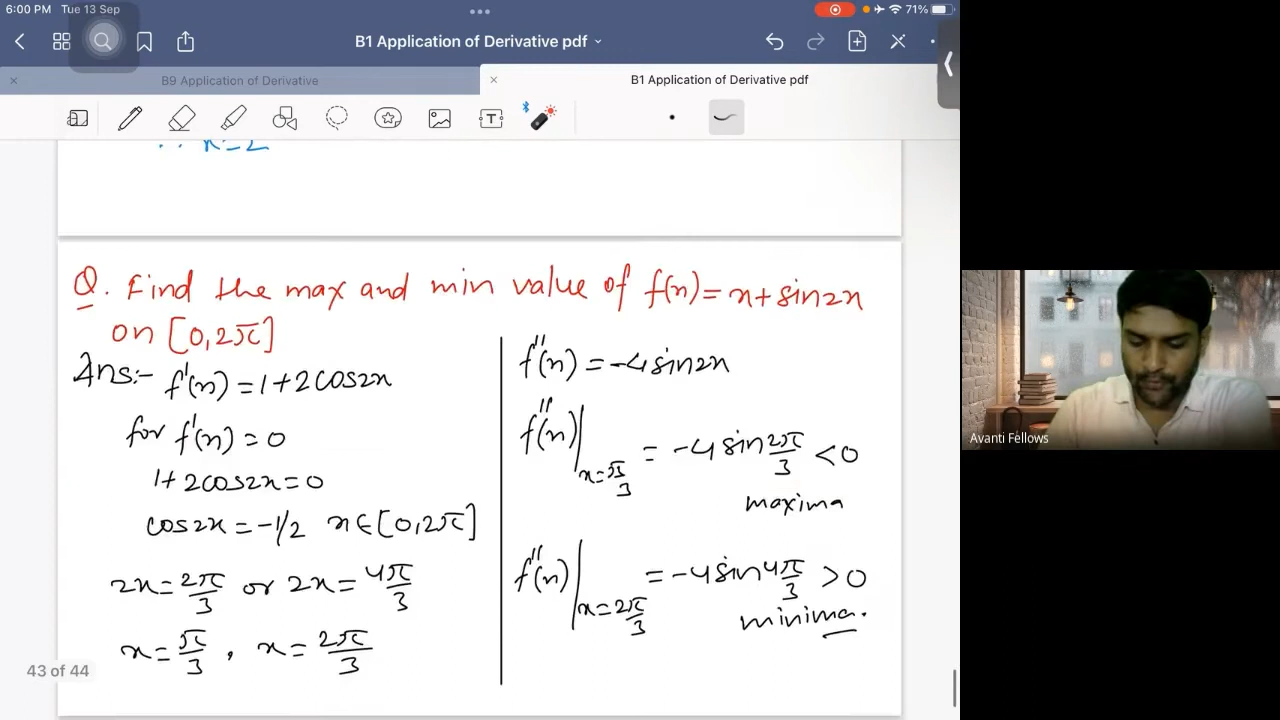 6:00 PM Tue 13 Sep
71%
B1 Application of Derivative pdf
B9 Application of Derivative
B1 Application of Derivative pdf
∴ x=2
Q. Find the max and min value of f(x)=x+sin2x
on [0,2π]
Ans:- f'(x)=1+2cos2x
for f'(x)=0
1+2cos2x=0
cos2x=-1/2 x∈[0,2π]
2x=2π/3 or 2x=4π/3
x=π/3, x=2π/3
f''(x)=-4sin2x
f''(x)|x=π/3 =-4sin2π/3 <0
maxima
f''(x)|x=2π/3 =-4sin4π/3 >0
minima.
43 of 44
Avanti Fellows